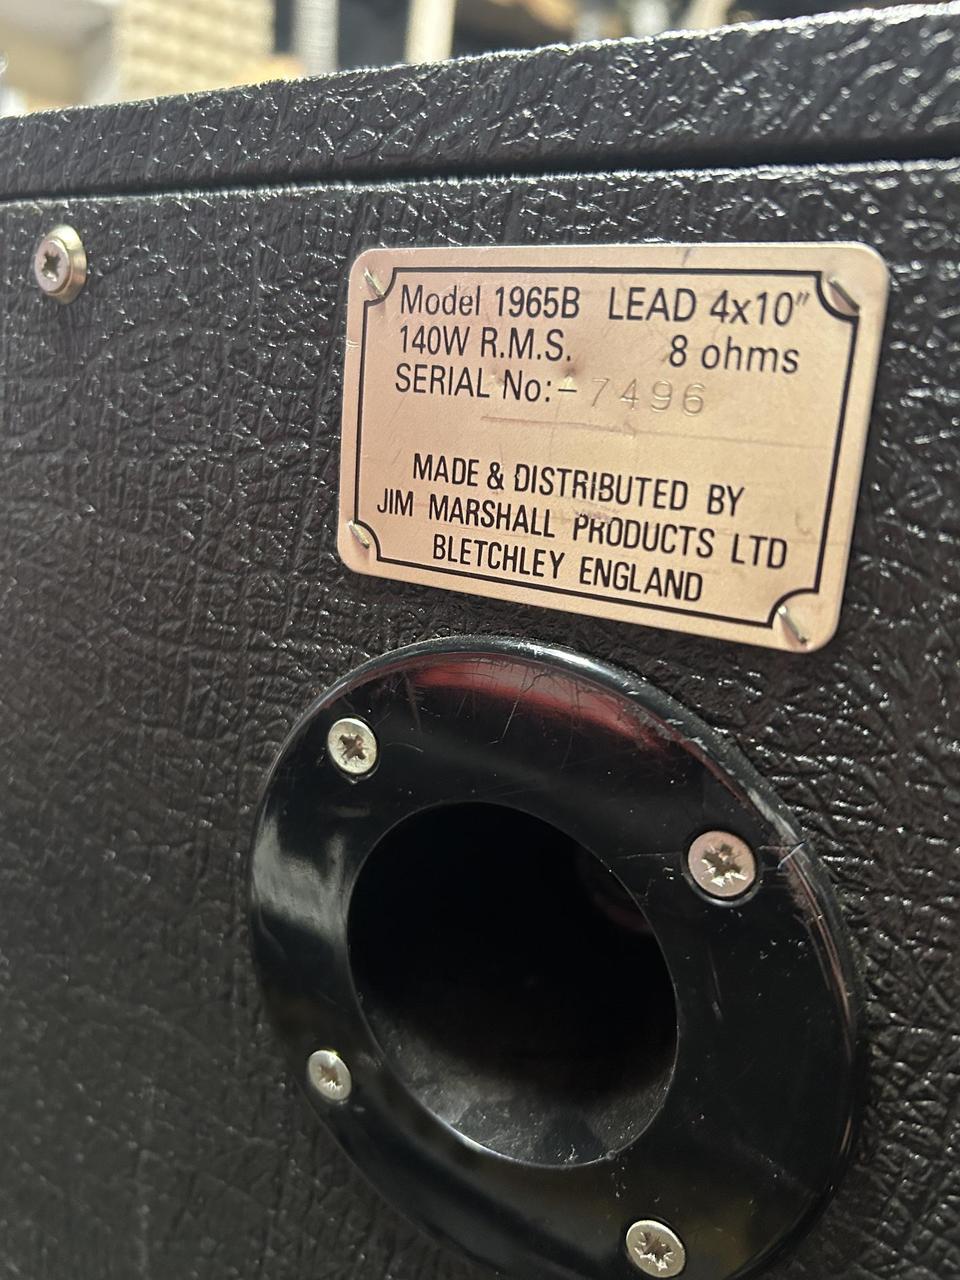 Model 1965B LEAD 4x10"
140W R.M.S. 8 ohms
SERIAL No:- 7496
MADE & DISTRIBUTED BY
JIM MARSHALL PRODUCTS LTD
BLETCHLEY ENGLAND